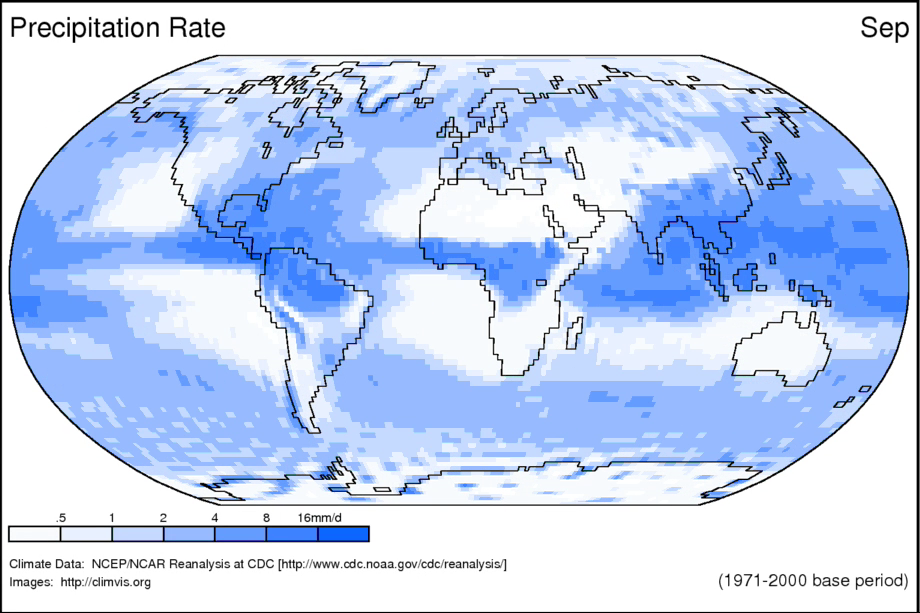 Precipitation Rate
Sep
.5 1 2 4 8 16mm/d
Climate Data: NCEP/NCAR Reanalysis at CDC [http://www.cdc.noaa.gov/cdc/reanalysis/]
Images: http://climvis.org
(1971-2000 base period)